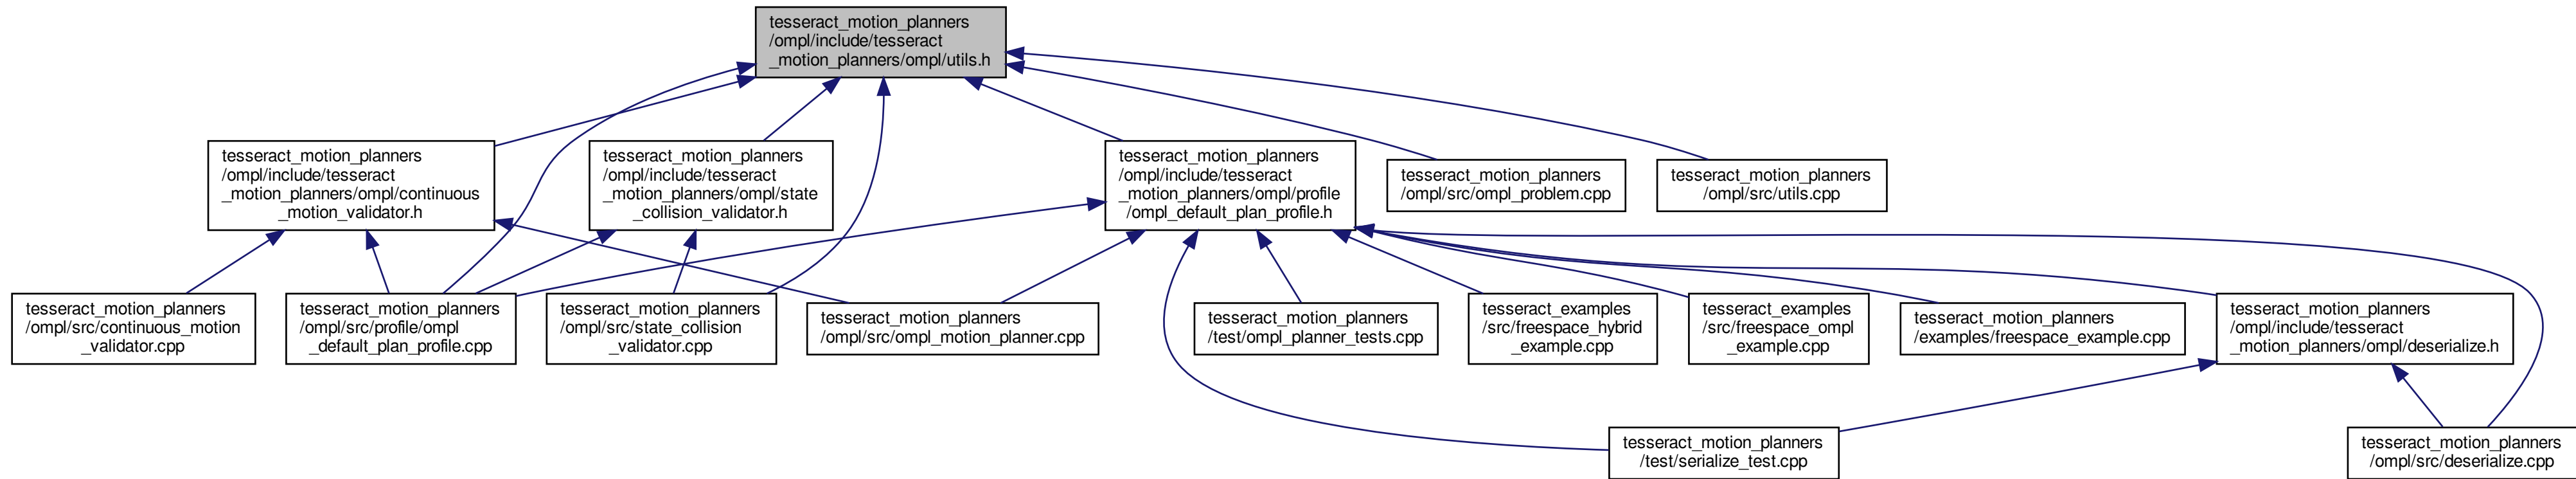 tesseract_motion_planners
/ompl/include/tesseract
_motion_planners/ompl/utils.h
tesseract_motion_planners
/ompl/include/tesseract
_motion_planners/ompl/continuous
_motion_validator.h
tesseract_motion_planners
/ompl/include/tesseract
_motion_planners/ompl/state
_collision_validator.h
tesseract_motion_planners
/ompl/include/tesseract
_motion_planners/ompl/profile
/ompl_default_plan_profile.h
tesseract_motion_planners
/ompl/src/ompl_problem.cpp
tesseract_motion_planners
/ompl/src/utils.cpp
tesseract_motion_planners
/ompl/src/continuous_motion
_validator.cpp
tesseract_motion_planners
/ompl/src/profile/ompl
_default_plan_profile.cpp
tesseract_motion_planners
/ompl/src/state_collision
_validator.cpp
tesseract_motion_planners
/ompl/src/ompl_motion_planner.cpp
tesseract_motion_planners
/test/ompl_planner_tests.cpp
tesseract_examples
/src/freespace_hybrid
_example.cpp
tesseract_examples
/src/freespace_ompl
_example.cpp
tesseract_motion_planners
/examples/freespace_example.cpp
tesseract_motion_planners
/ompl/include/tesseract
_motion_planners/ompl/deserialize.h
tesseract_motion_planners
/test/serialize_test.cpp
tesseract_motion_planners
/ompl/src/deserialize.cpp